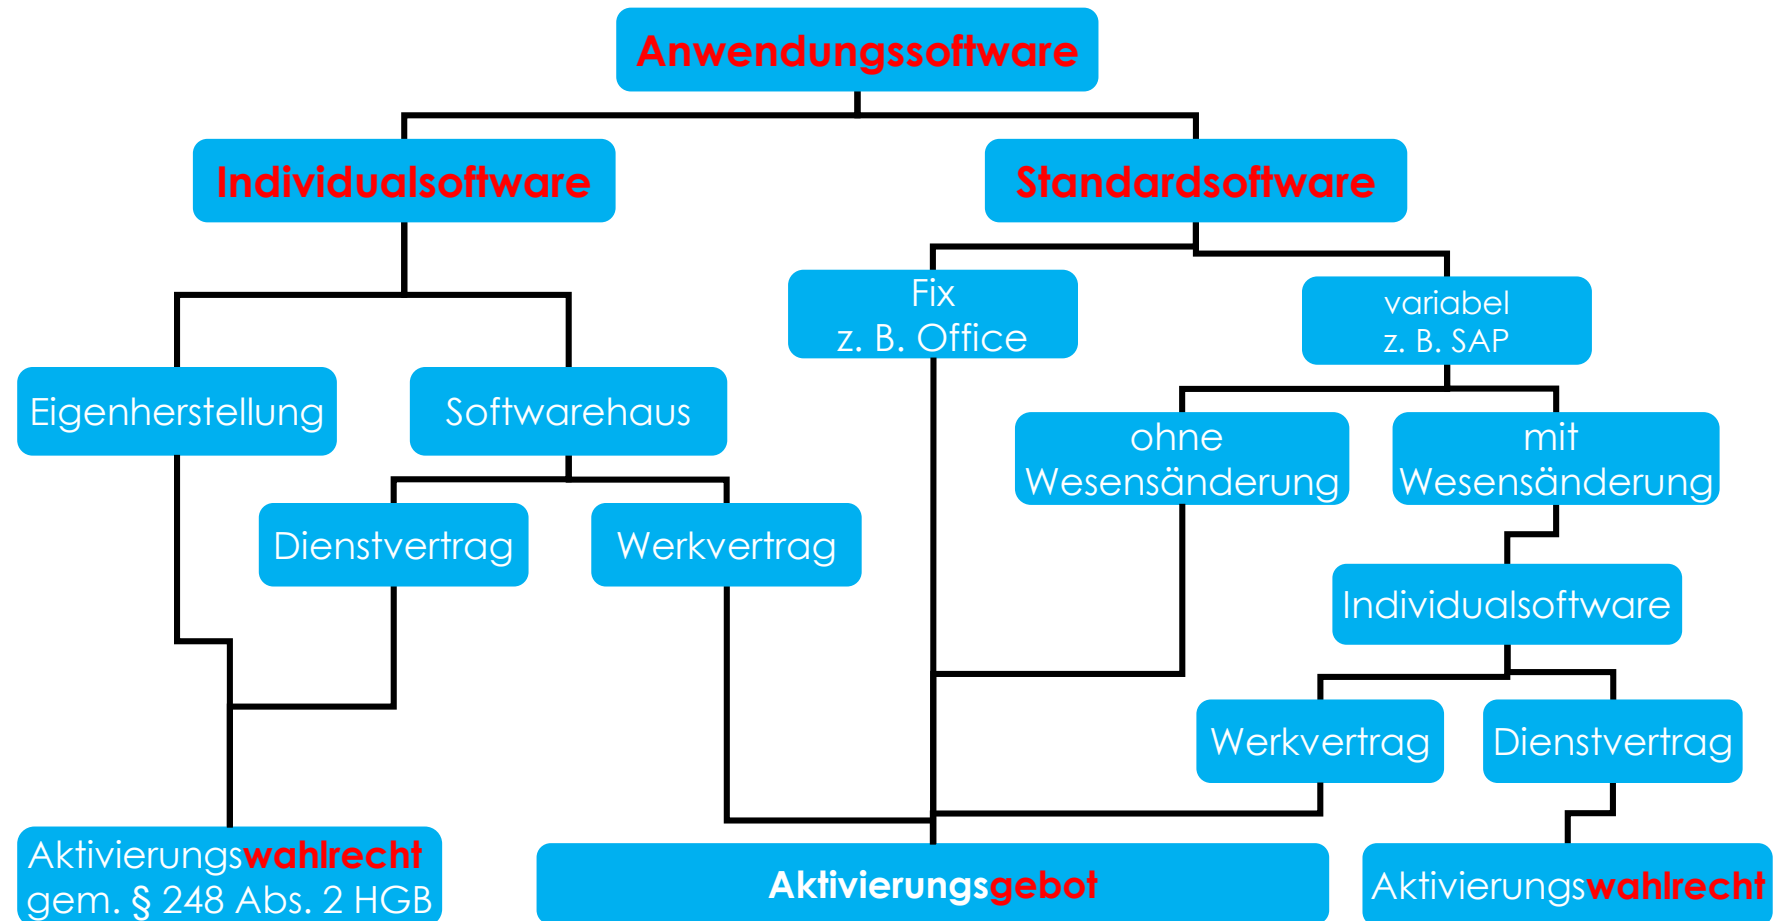 Anwendungssoftware
Individualsoftware
Standardsoftware
Fix
z. B. Office
variabel
z. B. SAP
Eigenherstellung
Softwarehaus
ohne
Wesensänderung
mit
Wesensänderung
Dienstvertrag
Werkvertrag
Individualsoftware
Werkvertrag
Dienstvertrag
Aktivierungswahlrecht
gem. § 248 Abs. 2 HGB
Aktivierungsgebot
Aktivierungswahlrecht